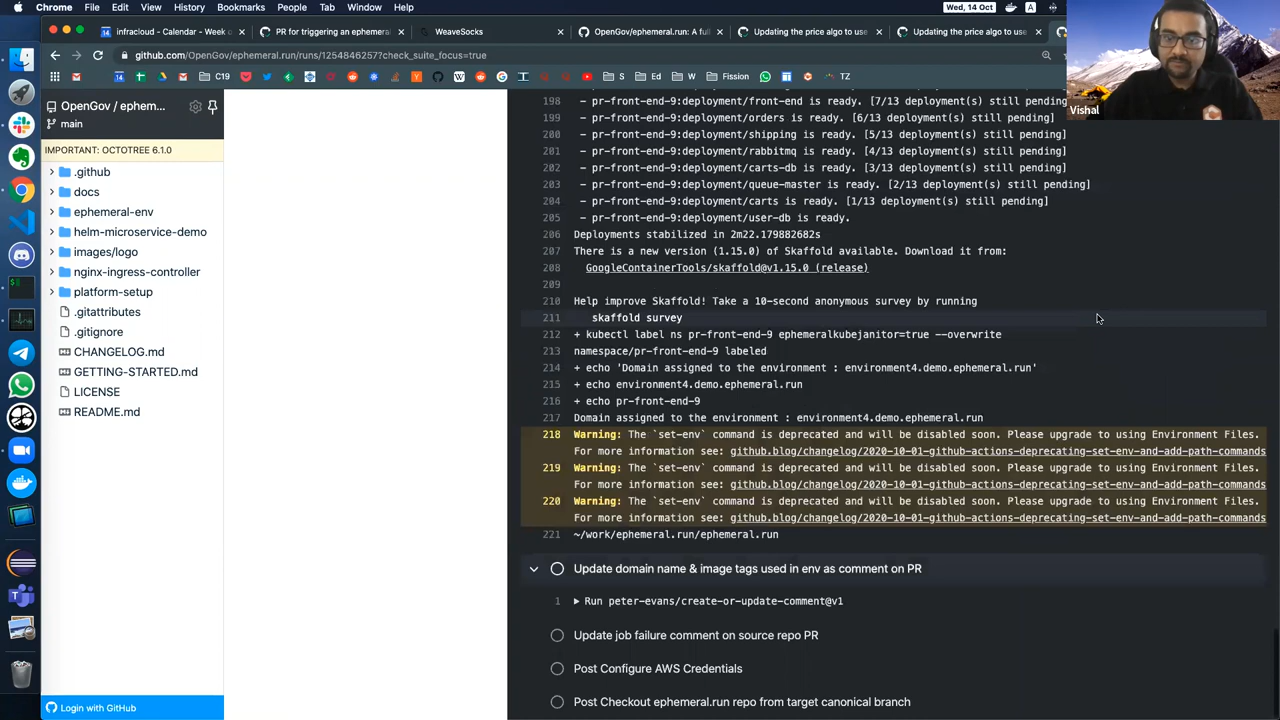 Chrome File Edit View History Bookmarks People Tab Window Help
Wed, 14 Oct
A
infracloud - Calendar - Week o
PR for triggering an ephemeral
WeaveSocks
OpenGov/ephemeral.run: A full
Updating the price algo to use
Updating the price algo to use
github.com/OpenGov/ephemeral.run/runs/1254846257?check_suite_focus=true
C19
S
Ed
W
Fission
TZ
Vishal
OpenGov / ephem...
main
IMPORTANT: OCTOTREE 6.1.0
.github
docs
ephemeral-env
helm-microservice-demo
images/logo
nginx-ingress-controller
platform-setup
.gitattributes
.gitignore
CHANGELOG.md
GETTING-STARTED.md
LICENSE
README.md
Login with GitHub
198 - pr-front-end-9:deployment/front-end is ready. [7/13 deployment(s) still pending]
199 - pr-front-end-9:deployment/orders is ready. [6/13 deployment(s) still pending]
200 - pr-front-end-9:deployment/shipping is ready. [5/13 deployment(s) still pending]
201 - pr-front-end-9:deployment/rabbitmq is ready. [4/13 deployment(s) still pending]
202 - pr-front-end-9:deployment/carts-db is ready. [3/13 deployment(s) still pending]
203 - pr-front-end-9:deployment/queue-master is ready. [2/13 deployment(s) still pending]
204 - pr-front-end-9:deployment/carts is ready. [1/13 deployment(s) still pending]
205 - pr-front-end-9:deployment/user-db is ready.
206 Deployments stabilized in 2m22.179882682s
207 There is a new version (1.15.0) of Skaffold available. Download it from:
208 GoogleContainerTools/skaffold@v1.15.0 (release)
209
210 Help improve Skaffold! Take a 10-second anonymous survey by running
211 skaffold survey
212 + kubectl label ns pr-front-end-9 ephemeralkubejanitor=true --overwrite
213 namespace/pr-front-end-9 labeled
214 + echo 'Domain assigned to the environment : environment4.demo.ephemeral.run'
215 + echo environment4.demo.ephemeral.run
216 + echo pr-front-end-9
217 Domain assigned to the environment : environment4.demo.ephemeral.run
218 Warning: The `set-env` command is deprecated and will be disabled soon. Please upgrade to using Environment Files.
For more information see: github.blog/changelog/2020-10-01-github-actions-deprecating-set-env-and-add-path-commands
219 Warning: The `set-env` command is deprecated and will be disabled soon. Please upgrade to using Environment Files.
For more information see: github.blog/changelog/2020-10-01-github-actions-deprecating-set-env-and-add-path-commands
220 Warning: The `set-env` command is deprecated and will be disabled soon. Please upgrade to using Environment Files.
For more information see: github.blog/changelog/2020-10-01-github-actions-deprecating-set-env-and-add-path-commands
221 ~/work/ephemeral.run/ephemeral.run
Update domain name & image tags used in env as comment on PR
1 Run peter-evans/create-or-update-comment@v1
Update job failure comment on source repo PR
Post Configure AWS Credentials
Post Checkout ephemeral.run repo from target canonical branch